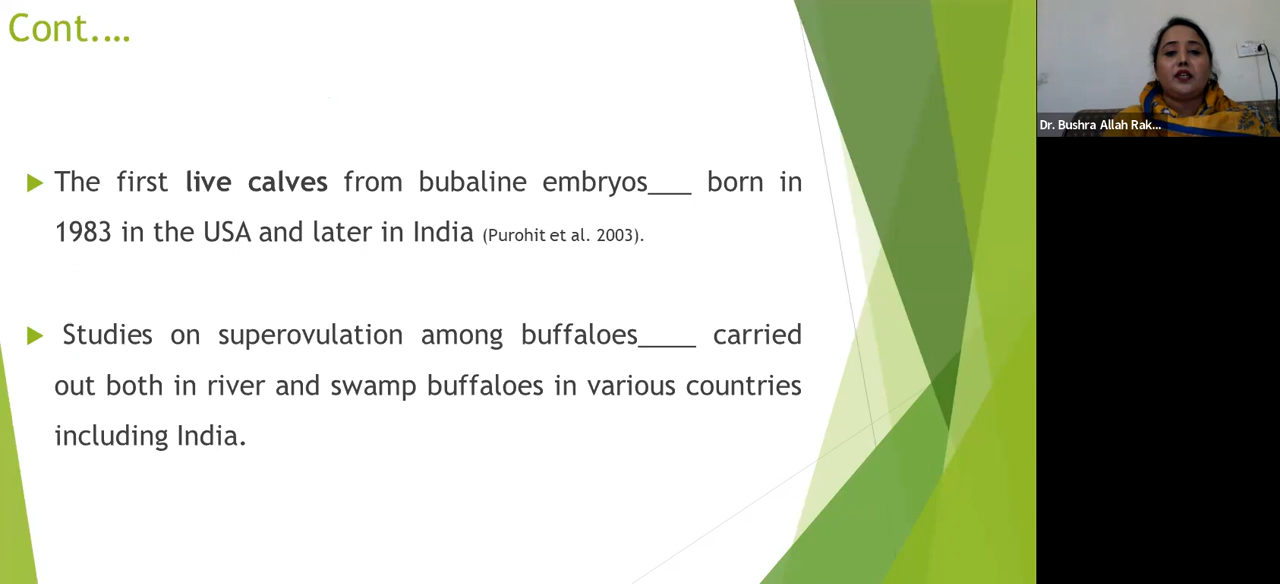 Cont.…
The first live calves from bubaline embryos___ born in
1983 in the USA and later in India (Purohit et al. 2003).
Studies on superovulation among buffaloes____ carried
out both in river and swamp buffaloes in various countries
including India.
Dr. Bushra Allah Rak...